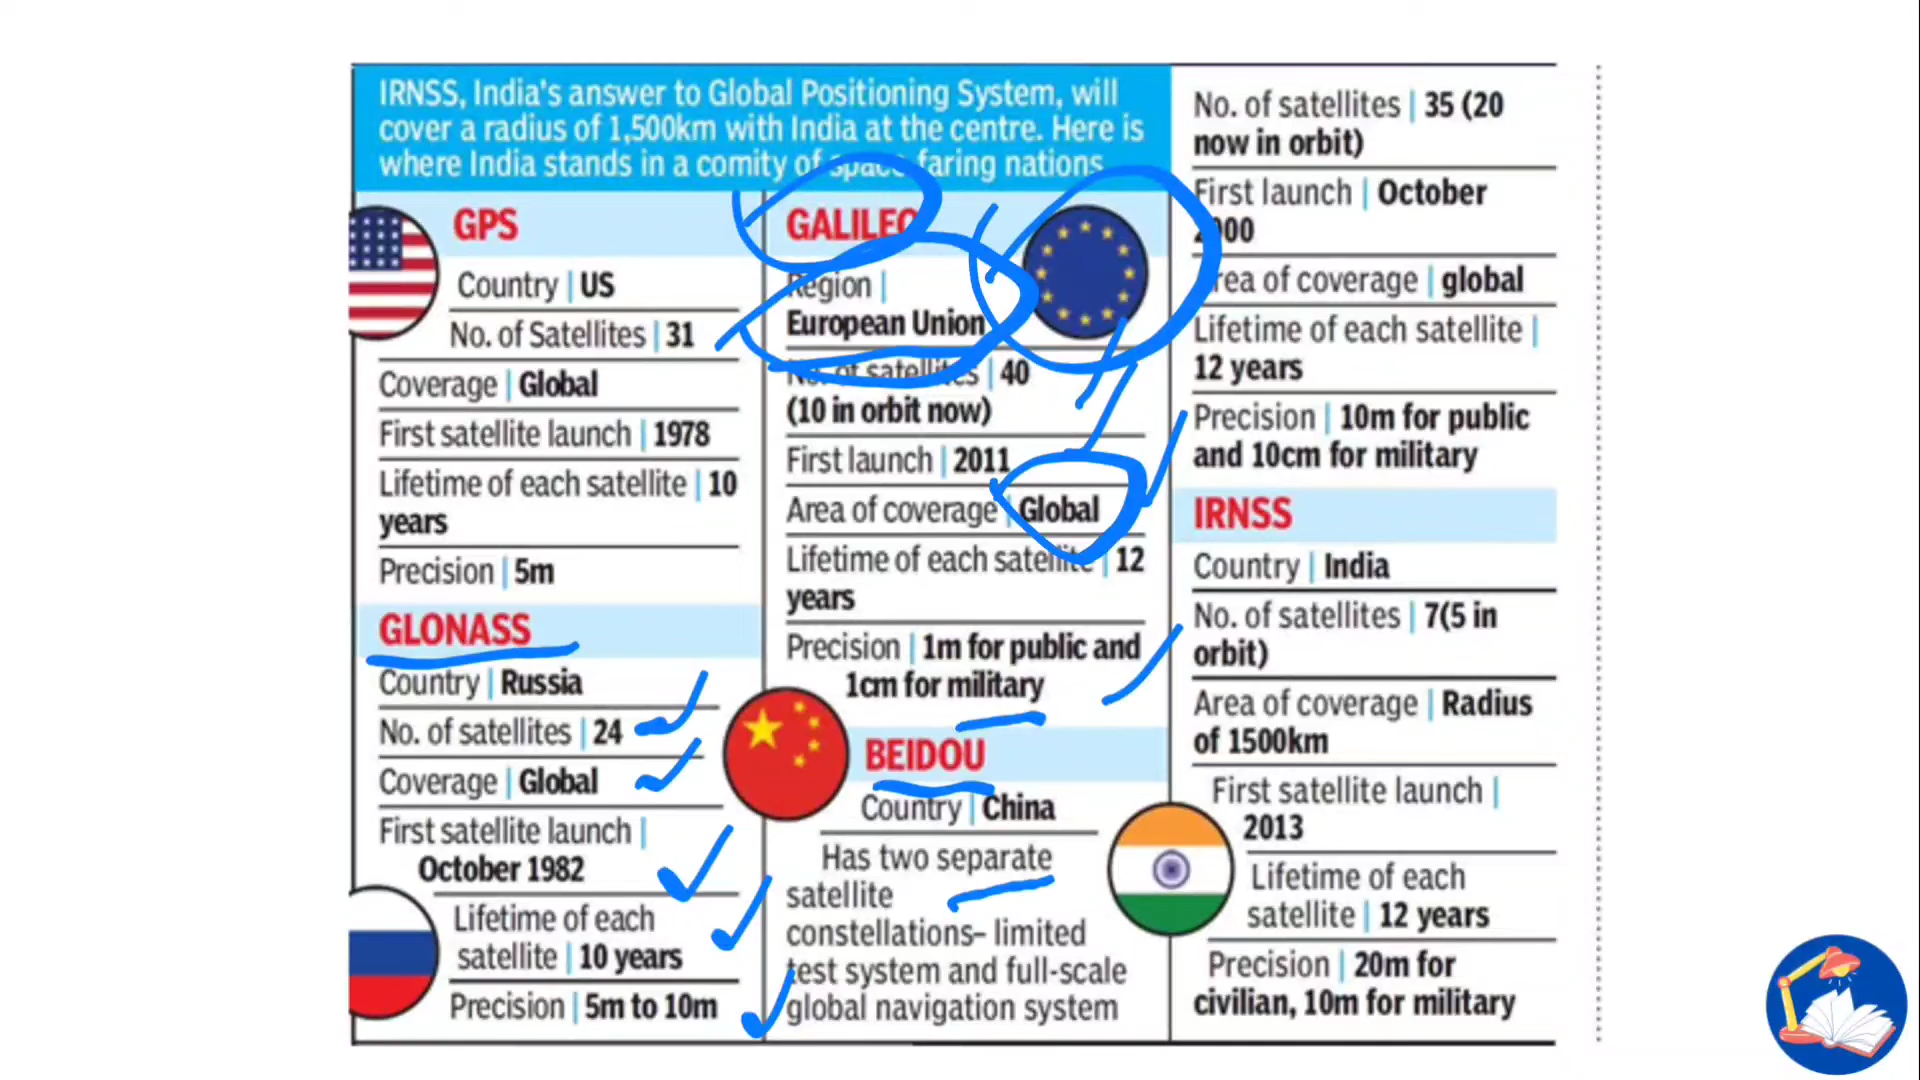 IRNSS, India's answer to Global Positioning System, will
cover a radius of 1,500km with India at the centre. Here is
where India stands in a comity of space faring nations
GPS
Country | US
No. of Satellites | 31
Coverage | Global
First satellite launch | 1978
Lifetime of each satellite | 10
years
Precision | 5m
GLONASS
Country | Russia
No. of satellites | 24
Coverage | Global
First satellite launch |
October 1982
Lifetime of each
satellite | 10 years
Precision | 5m to 10m
GALILEO
Region |
European Union
No. of satellites | 40
(10 in orbit now)
First launch | 2011
Area of coverage | Global
Lifetime of each satellite | 12
years
Precision | 1m for public and
1cm for military
BEIDOU
Country | China
Has two separate
satellite
constellations– limited
test system and full-scale
global navigation system
No. of satellites | 35 (20
now in orbit)
First launch | October
2000
Area of coverage | global
Lifetime of each satellite |
12 years
Precision | 10m for public
and 10cm for military
IRNSS
Country | India
No. of satellites | 7(5 in
orbit)
Area of coverage | Radius
of 1500km
First satellite launch |
2013
Lifetime of each
satellite | 12 years
Precision | 20m for
civilian, 10m for military